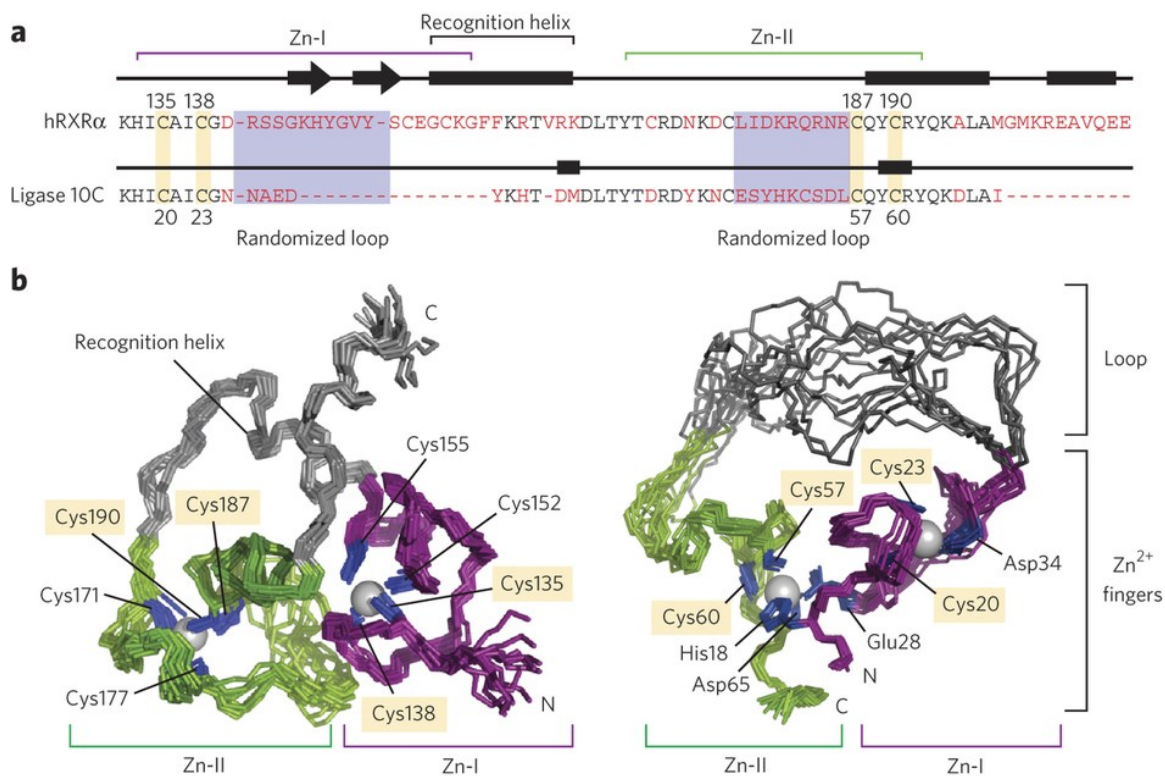 a
Recognition helix
Zn-I
Zn-II
135 138 187 190
hRXRα KHICAICGD-RSSGKHYGVY-SCEGCKGFFKRTVRKDLTYTCRDNKDCLIDKRQRNRCQYCRYQKALAMGMKREAVQEE
Ligase 10C KHICAICGN-NAED---------------YKHT-DMDLTYTDRDYKNCESYHKCSDLCQYCRYQKDLAI----------
20 23 57 60
Randomized loop Randomized loop
b
C
Recognition helix
Cys155
Cys190
Cys187
Cys152
Cys171
Cys135
Cys177
N
Cys138
Zn-II
Zn-I
Loop
Cys23
Cys57
Asp34
Zn2+
fingers
Cys60
Cys20
His18
Glu28
Asp65
N
C
Zn-II
Zn-I